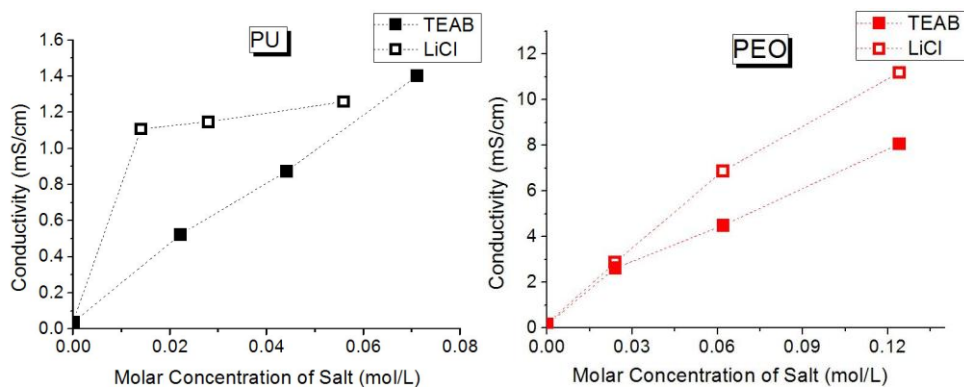 PU
TEAB
LiCl
1.6
1.4
1.2
1.0
0.8
0.6
0.4
0.2
0.0
Conductivity (mS/cm)
0.00
0.02
0.04
0.06
0.08
Molar Concentration of Salt (mol/L)
PEO
TEAB
LiCl
12
10
8
6
4
2
0
Conductivity (mS/cm)
0.00
0.03
0.06
0.09
0.12
Molar Concentration of Salt (mol/L)